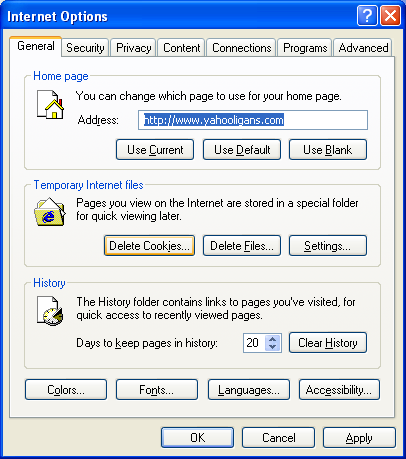 Internet Options
General Security Privacy Content Connections Programs Advanced
Home page
You can change which page to use for your home page.
Address: http://www.yahooligans.com
Use Current Use Default Use Blank
Temporary Internet files
Pages you view on the Internet are stored in a special folder
for quick viewing later.
Delete Cookies... Delete Files... Settings...
History
The History folder contains links to pages you've visited, for
quick access to recently viewed pages.
Days to keep pages in history: 20 Clear History
Colors... Fonts... Languages... Accessibility...
OK Cancel Apply